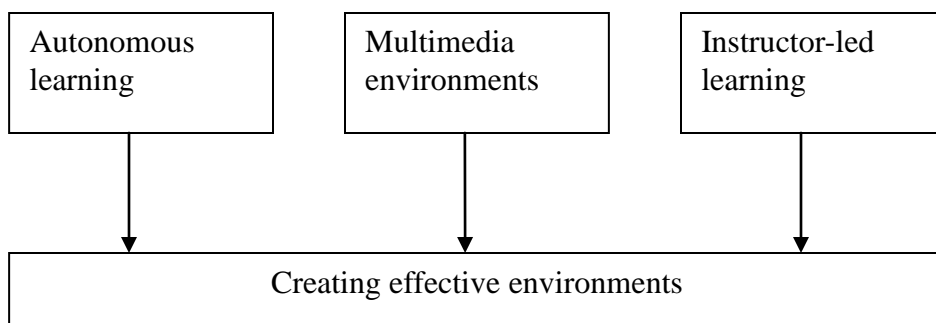 Autonomous
learning
Multimedia
environments
Instructor-led
learning
Creating effective environments